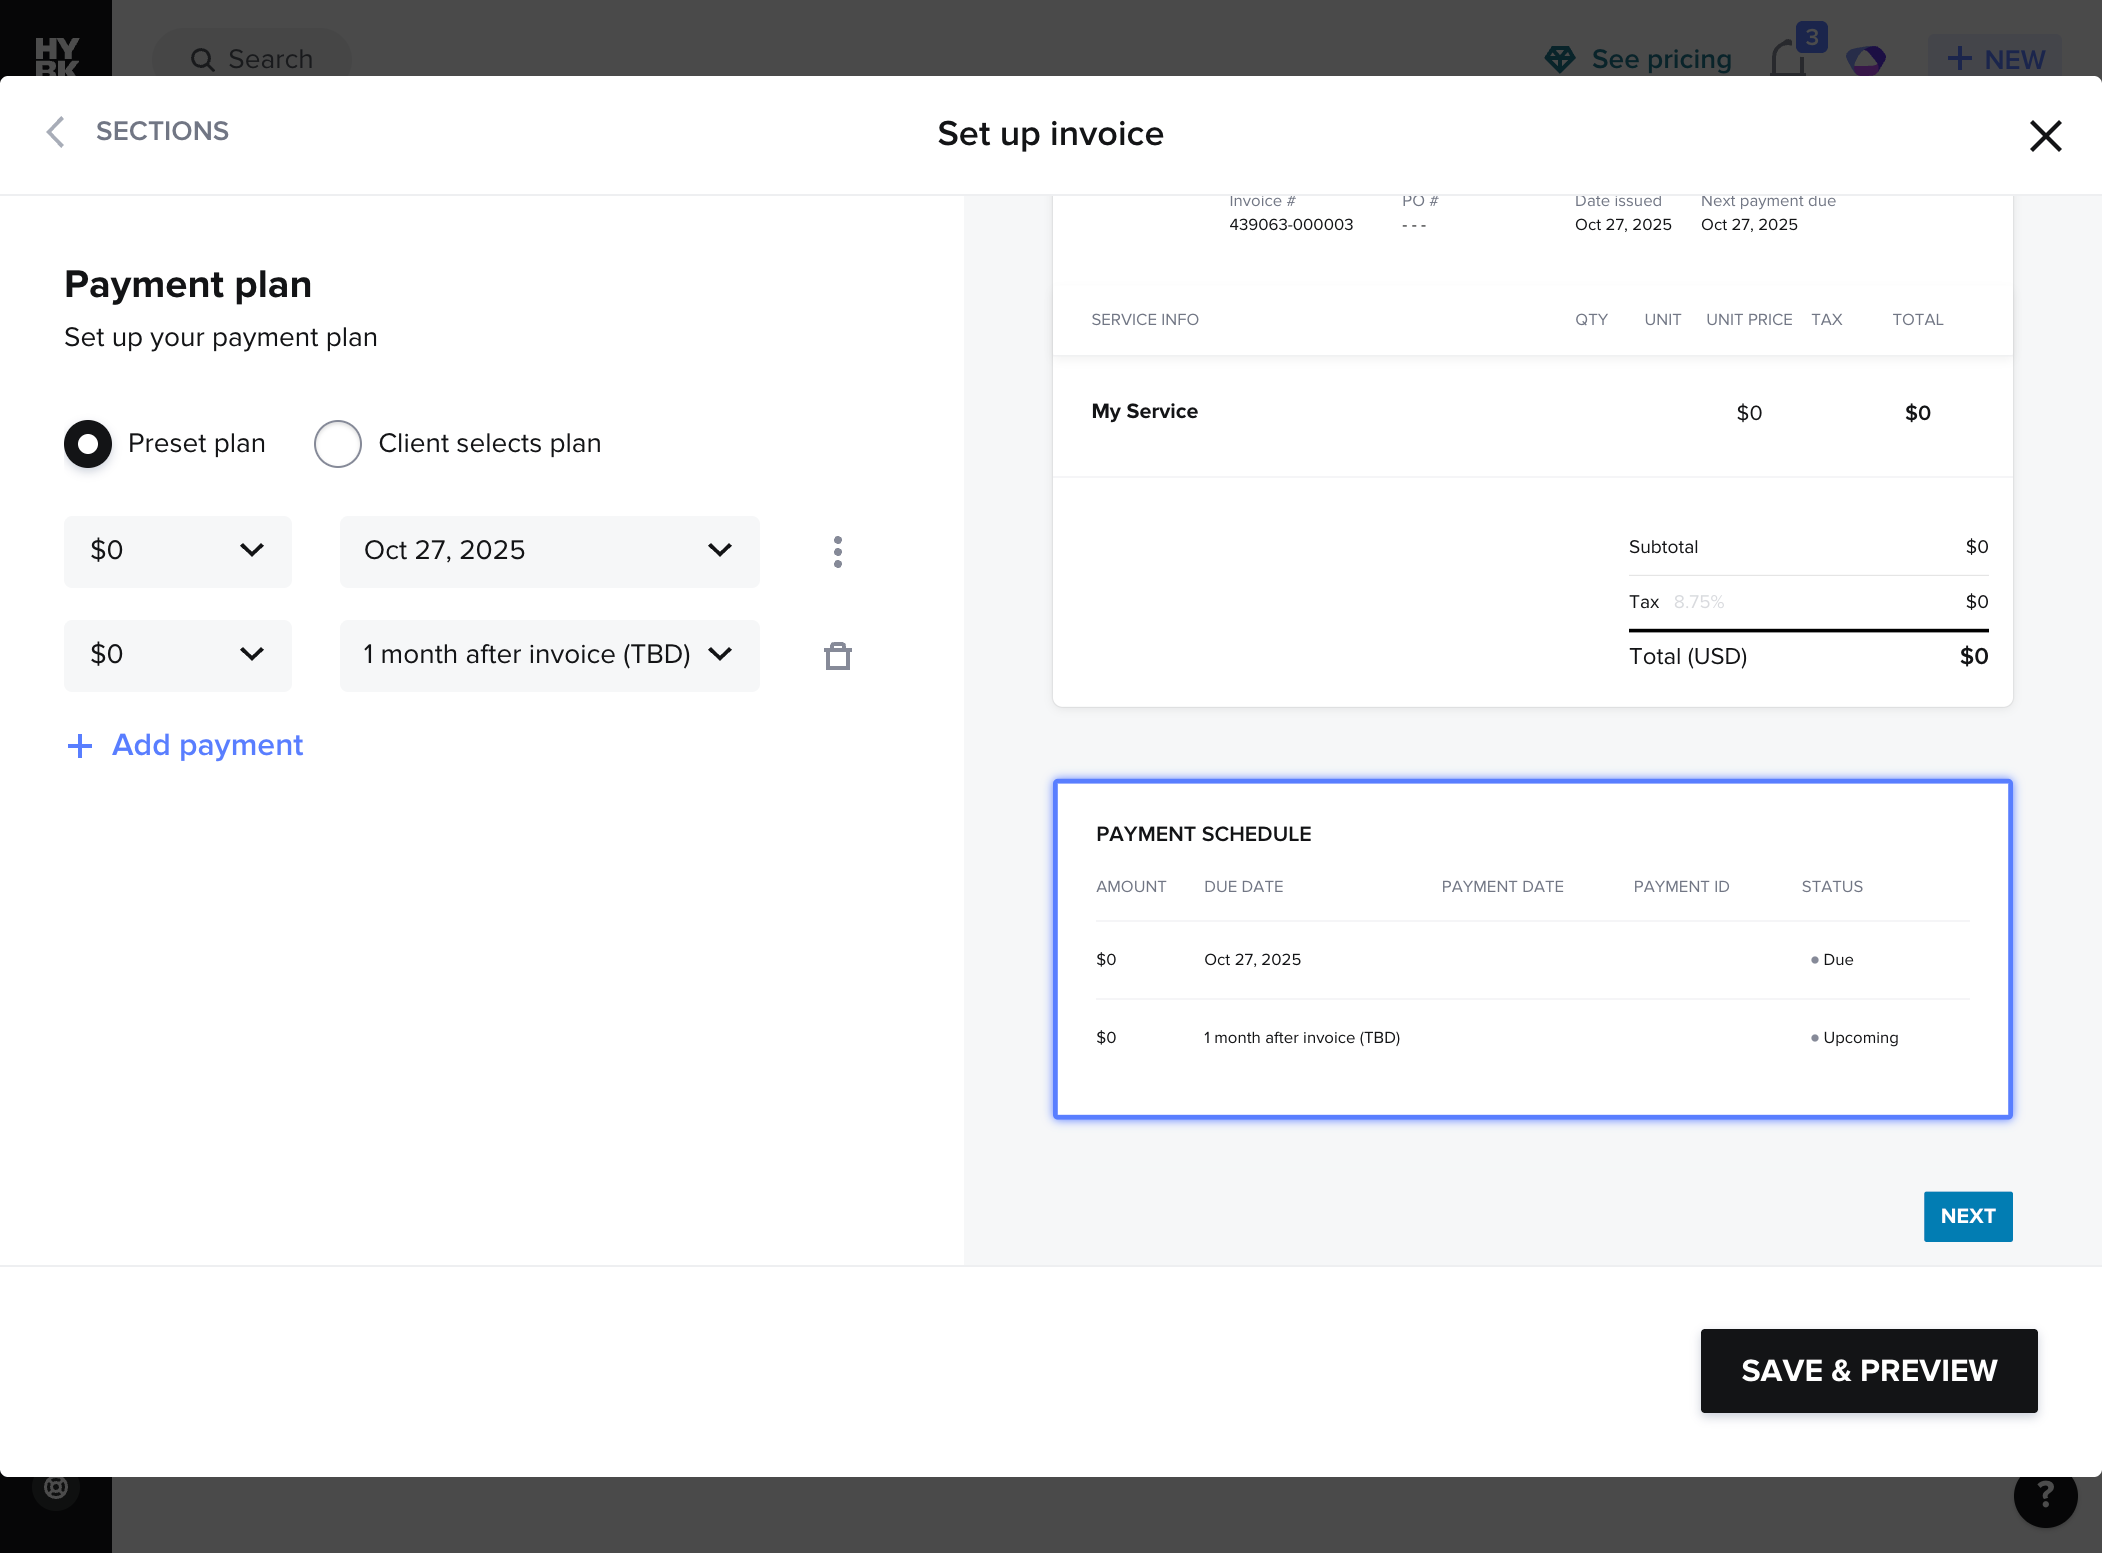 HY
BK
Search
See pricing
3
+ NEW
SECTIONS
Set up invoice
Payment plan
Set up your payment plan
Preset plan
Client selects plan
$0
Oct 27, 2025
$0
1 month after invoice (TBD)
+ Add payment
Invoice #
PO #
Date issued
Next payment due
439063-000003
- - -
Oct 27, 2025
Oct 27, 2025
SERVICE INFO
QTY
UNIT
UNIT PRICE
TAX
TOTAL
My Service
$0
$0
Subtotal
$0
Tax
8.75%
$0
Total (USD)
$0
PAYMENT SCHEDULE
AMOUNT
DUE DATE
PAYMENT DATE
PAYMENT ID
STATUS
$0
Oct 27, 2025
Due
$0
1 month after invoice (TBD)
Upcoming
NEXT
SAVE & PREVIEW
?